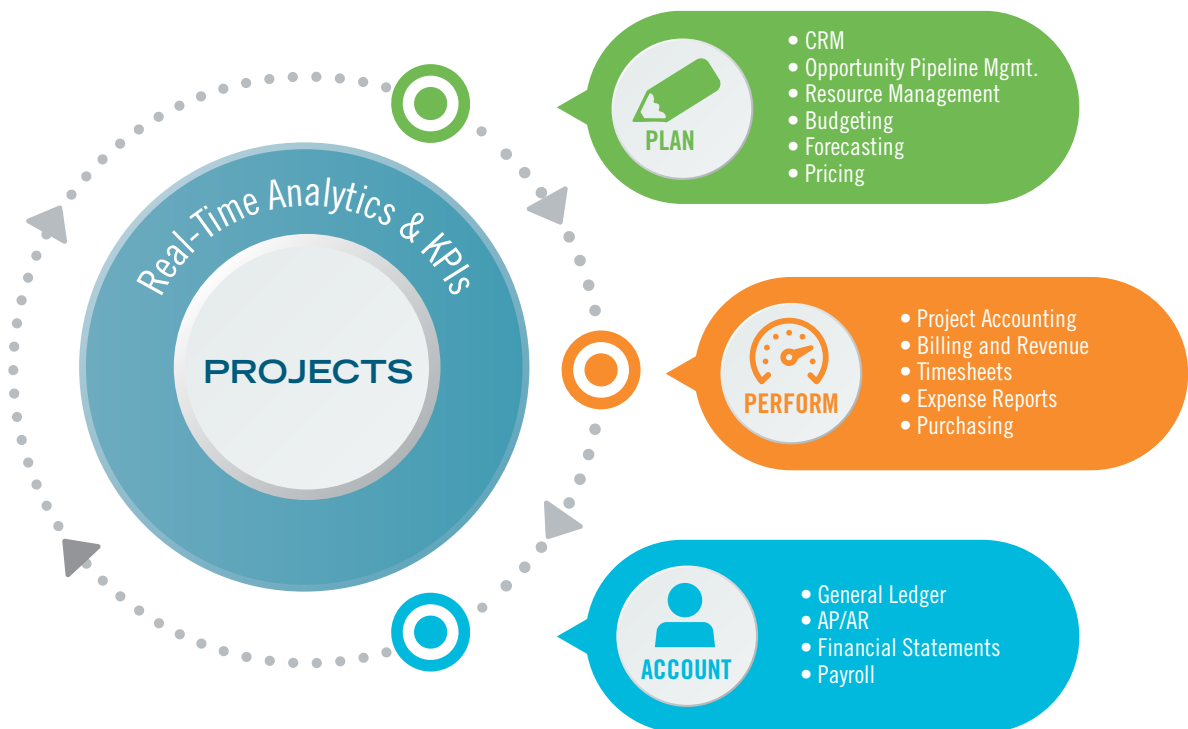 Real-Time Analytics & KPIs
PROJECTS
PLAN
• CRM
• Opportunity Pipeline Mgmt.
• Resource Management
• Budgeting
• Forecasting
• Pricing
PERFORM
• Project Accounting
• Billing and Revenue
• Timesheets
• Expense Reports
• Purchasing
ACCOUNT
• General Ledger
• AP/AR
• Financial Statements
• Payroll